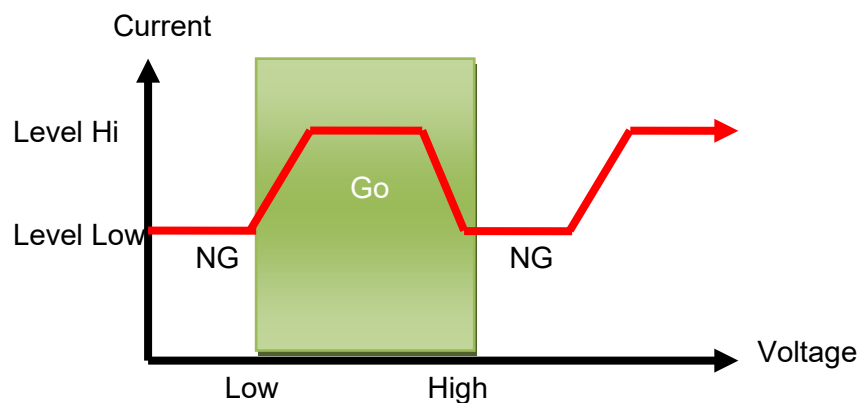 Current
Level Hi
Go
Level Low
NG
NG
Voltage
Low
High